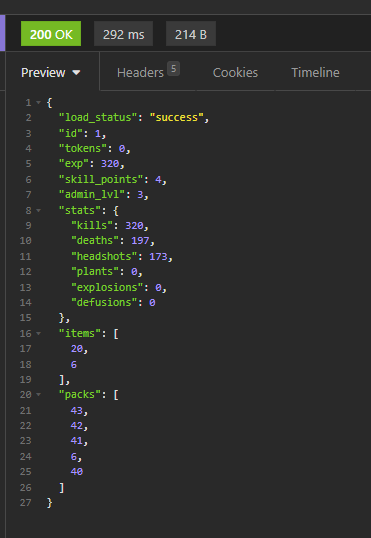 200 OK 292 ms 214 B
Preview Headers 5 Cookies Timeline
1 {
2 "load_status": "success",
3 "id": 1,
4 "tokens": 0,
5 "exp": 320,
6 "skill_points": 4,
7 "admin_lvl": 3,
8 "stats": {
9 "kills": 320,
10 "deaths": 197,
11 "headshots": 173,
12 "plants": 0,
13 "explosions": 0,
14 "defusions": 0
15 },
16 "items": [
17 20,
18 6
19 ],
20 "packs": [
21 43,
22 42,
23 41,
24 6,
25 40
26 ]
27 }